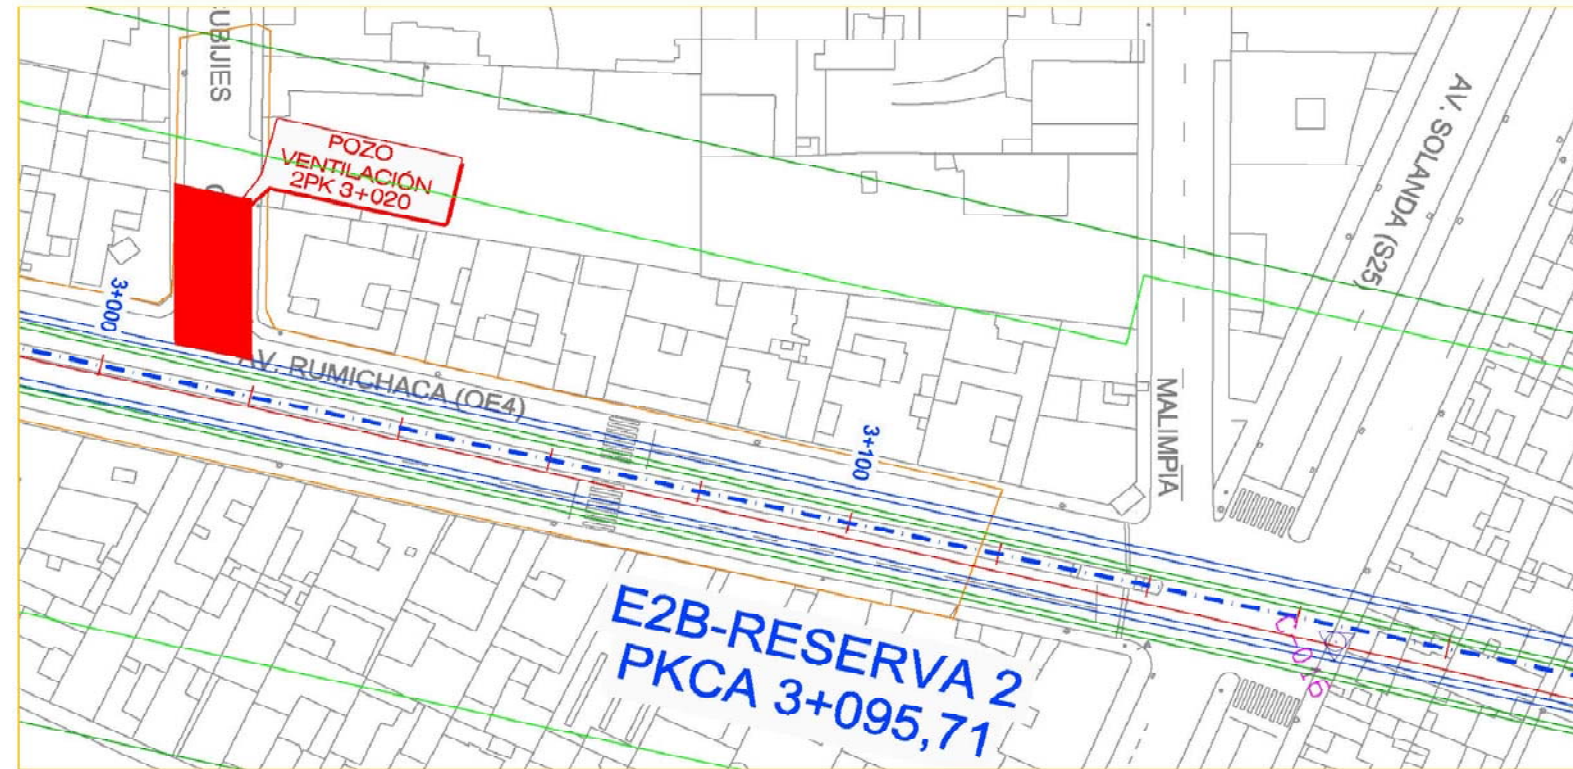 UBIJIES
POZO
VENTILACIÓN
2PK 3+020
AV. SOLANDA (S25)
3+000
AV. RUMICHACA (OE4)
3+100
MALIMPIA
E2B-RESERVA 2
PKCA 3+095,71